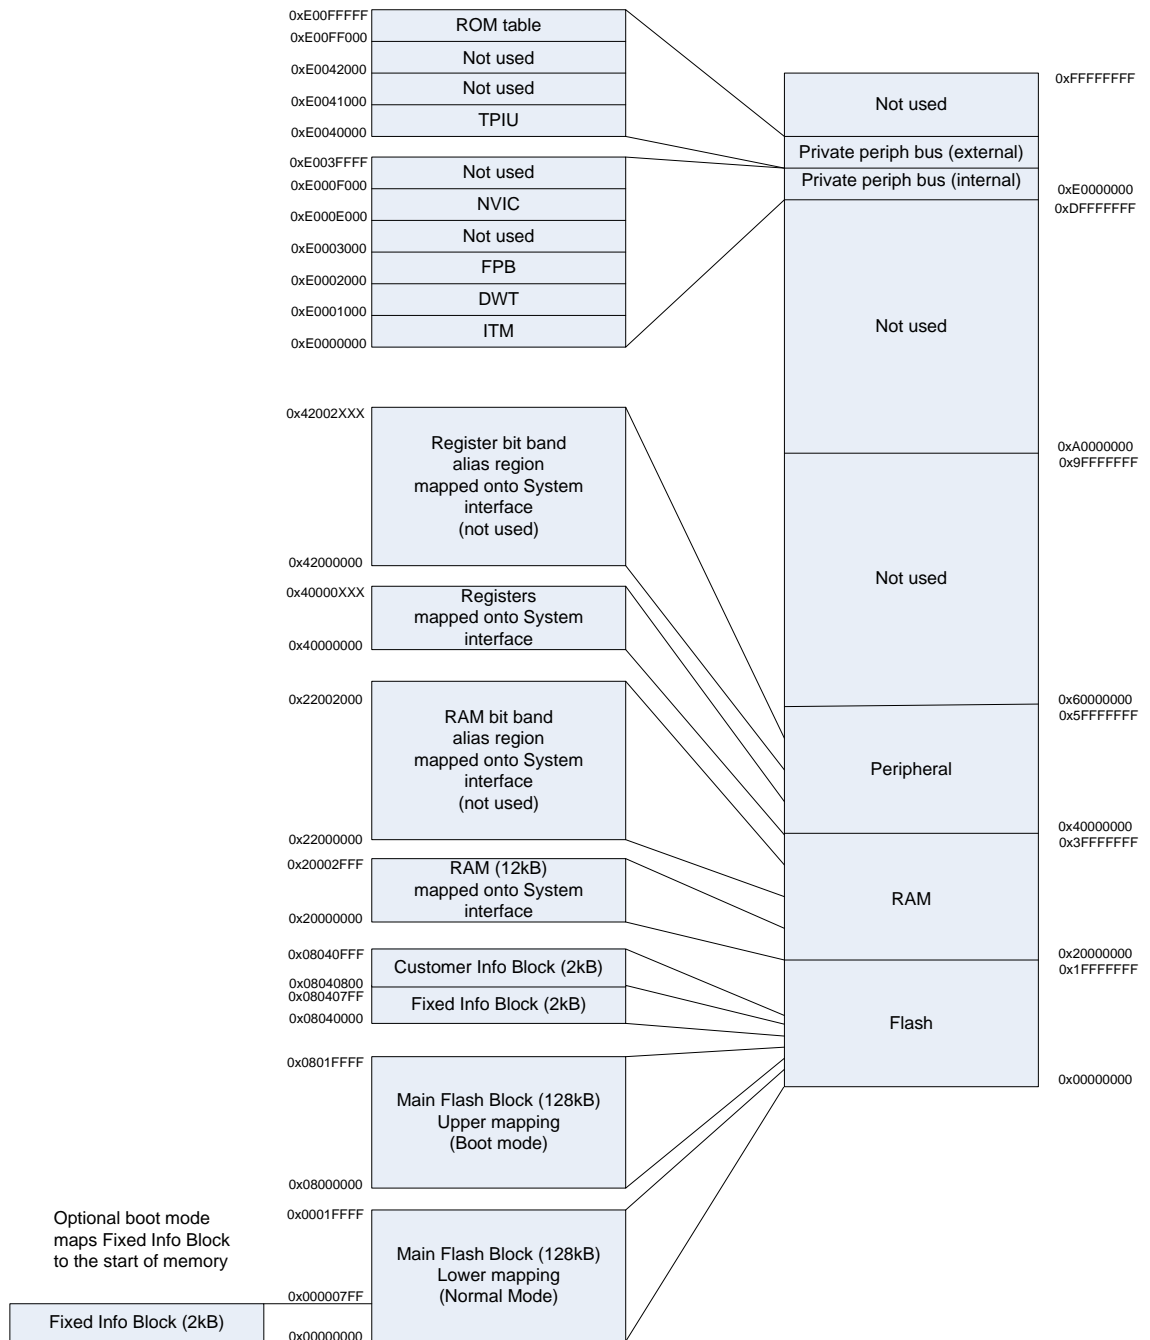 0xE00FFFFF
ROM table
0xE00FF000
Not used
0xE0042000
Not used
0xE0041000
TPIU
0xE0040000
0xE003FFFF
Not used
0xE000F000
NVIC
0xE000E000
Not used
0xE0003000
FPB
0xE0002000
DWT
0xE0001000
ITM
0xE0000000
0x42002XXX
Register bit band
alias region
mapped onto System
interface
(not used)
0x42000000
0x40000XXX
Registers
mapped onto System
interface
0x40000000
0x22002000
RAM bit band
alias region
mapped onto System
interface
(not used)
0x22000000
0x20002FFF
RAM (12kB)
mapped onto System
interface
0x20000000
0x08040FFF
Customer Info Block (2kB)
0x08040800
0x080407FF
Fixed Info Block (2kB)
0x08040000
0x0801FFFF
Main Flash Block (128kB)
Upper mapping
(Boot mode)
0x08000000
0x0001FFFF
Main Flash Block (128kB)
Lower mapping
(Normal Mode)
0x000007FF
0x00000000
Optional boot mode
maps Fixed Info Block
to the start of memory
Fixed Info Block (2kB)
0xFFFFFFFF
Not used
Private periph bus (external)
Private periph bus (internal)
0xE0000000
0xDFFFFFFF
Not used
0xA0000000
0x9FFFFFFF
Not used
0x60000000
0x5FFFFFFF
Peripheral
0x40000000
0x3FFFFFFF
RAM
0x20000000
0x1FFFFFFF
Flash
0x00000000